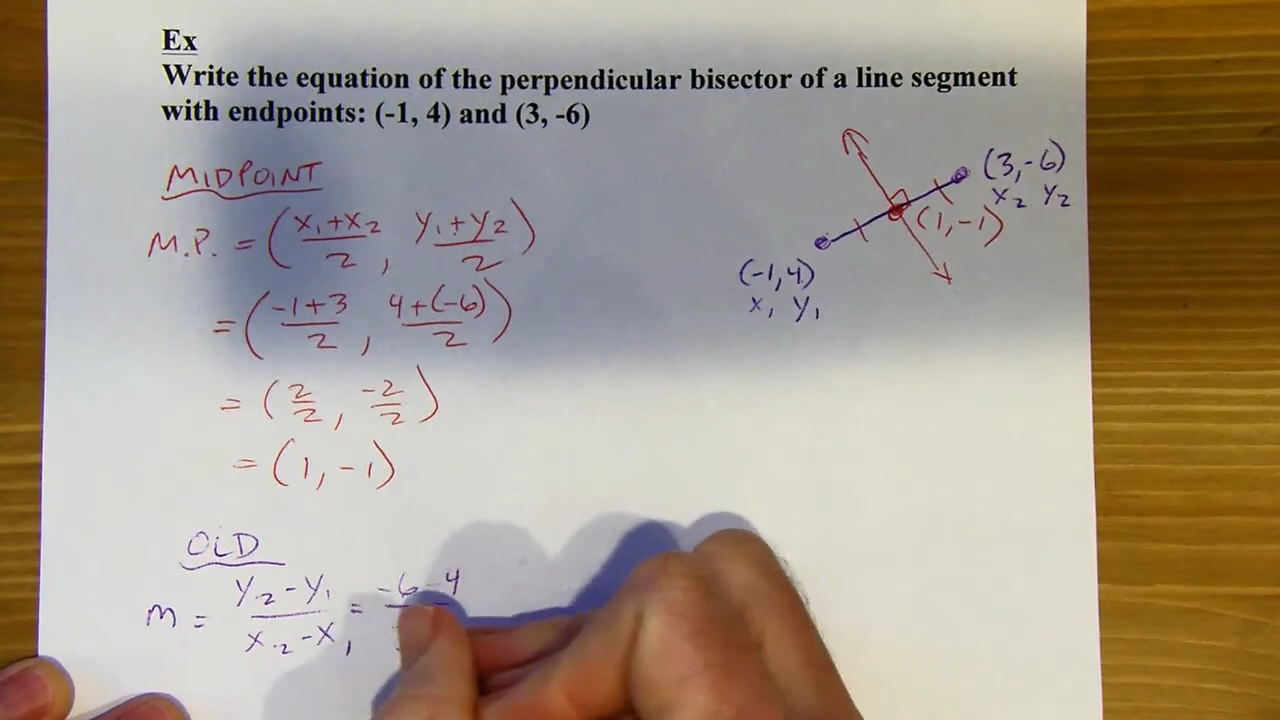 Ex
Write the equation of the perpendicular bisector of a line segment
with endpoints: (-1, 4) and (3, -6)
MIDPOINT
M.P. = (x₁+x₂/2, y₁+y₂/2)
= (-1+3/2, 4+(-6)/2)
= (2/2, -2/2)
= (1, -1)
(3, -6)
x₂ y₂
(1, -1)
(-1, 4)
x₁ y₁
OLD
m = y₂-y₁/x₂-x₁ = -6-4